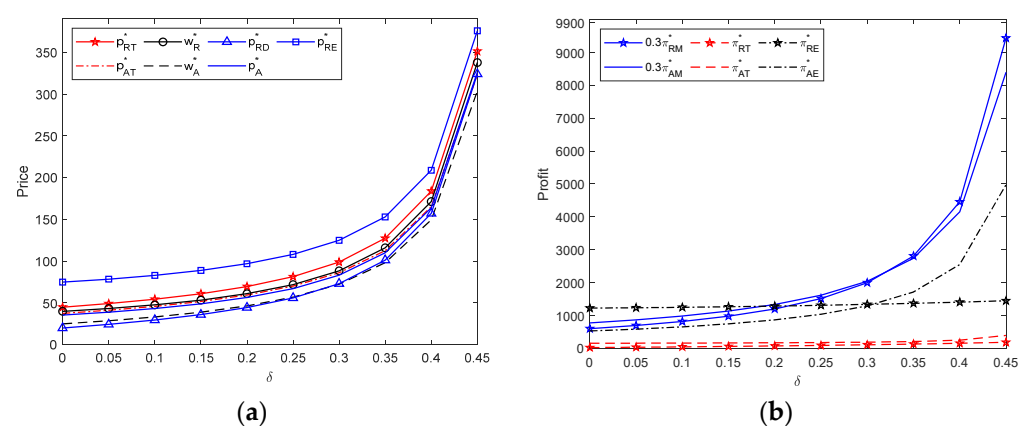 p*RT w*R p*RD p*RE
p*AT w*A p*A
350
300
250
200
150
100
50
0
Price
0 0.05 0.1 0.15 0.2 0.25 0.3 0.35 0.4 0.45
δ
(a)
0.3π*RM π*RT π*RE
0.3π*AM π*AT π*AE
9900
9000
8000
7000
6000
5000
4000
3000
2000
1000
0
Profit
0 0.05 0.1 0.15 0.2 0.25 0.3 0.35 0.4 0.45
δ
(b)